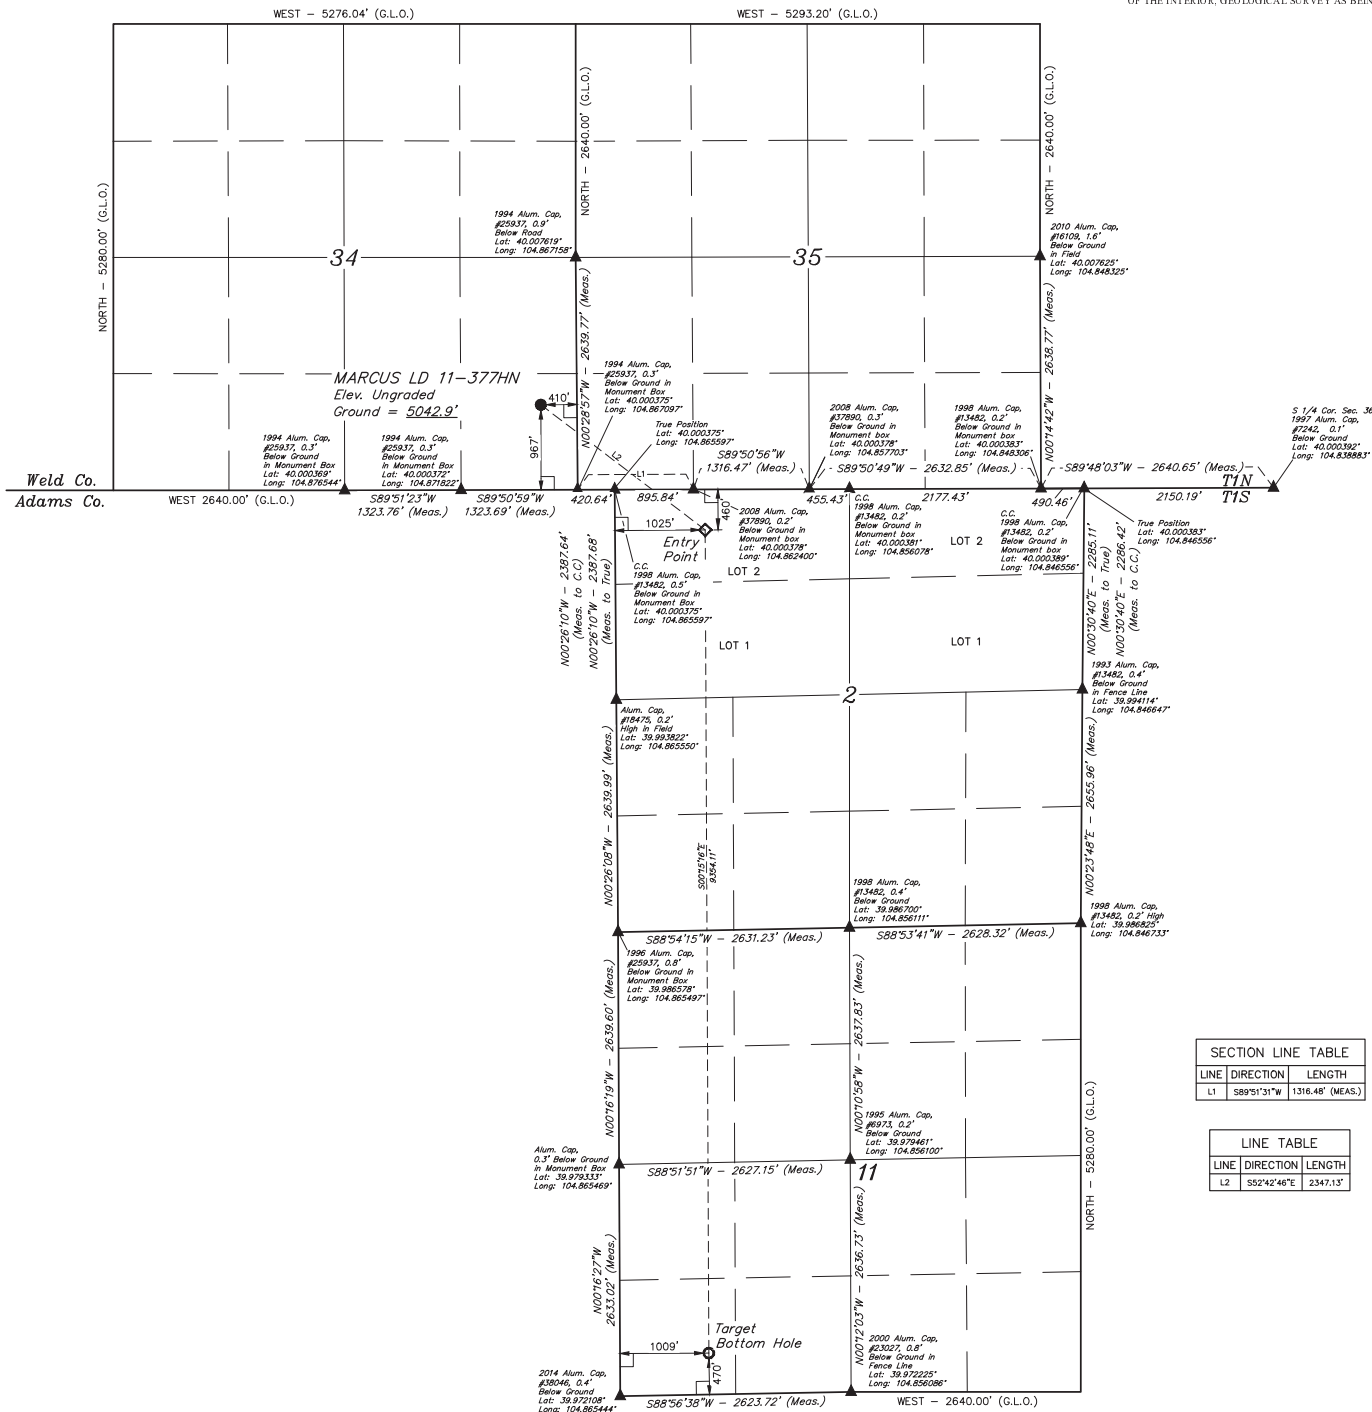 OF THE INTERIOR, GEOLOGICAL SURVEY AS BEIN
WEST - 5276.04' (G.L.O.)
WEST - 5293.20' (G.L.O.)
NORTH - 5280.00' (G.L.O.)
NORTH - 2640.00' (G.L.O.)
NORTH - 2640.00' (G.L.O.)
34
35
1994 Alum. Cap,
#25937, 0.9'
Below Road
Lat: 40.007619°
Long: 104.867158°
2010 Alum. Cap,
#16109, 1.6'
Below Ground
in Field
Lat: 40.007625°
Long: 104.848325°
N00°28'57"W - 2639.77' (Meas.)
N00°14'42"W - 2638.77' (Meas.)
MARCUS LD 11-377HN
Elev. Ungraded
Ground = 5042.9'
410'
967'
L2
L1
1994 Alum. Cap,
#25937, 0.3'
Below Ground in
Monument Box
Lat: 40.000375°
Long: 104.867097°
True Position
Lat: 40.000375°
Long: 104.865597°
1994 Alum. Cap,
#25937, 0.3'
Below Ground
in Monument Box
Lat: 40.000369°
Long: 104.876544°
1994 Alum. Cap,
#25937, 0.3
Below Ground
in Monument Box
Lat: 40.000372°
Long: 104.871822°
2008 Alum. Cap,
#37890, 0.3'
Below Ground in
Monument box
Lat: 40.000378°
Long: 104.857703°
1998 Alum. Cap,
#13482, 0.2'
Below Ground in
Monument box
Lat: 40.000383°
Long: 104.848306°
S 1/4 Cor. Sec. 36
1997 Alum. Cap,
#7242, 0.1'
Below Ground
Lat: 40.000392°
Long: 104.838883°
S89°50'56"W
1316.47' (Meas.)
S89°50'49"W - 2632.85' (Meas.)
S89°48'03"W - 2640.65' (Meas.)
Weld Co.
Adams Co.
T1N
T1S
WEST 2640.00' (G.L.O.)
S89°51'23"W
1323.76' (Meas.)
S89°50'59"W
1323.69' (Meas.)
420.64'
895.84'
455.43'
2177.43'
490.46'
2150.19'
1025'
460'
Entry
Point
2008 Alum. Cap,
#37890, 0.2'
Below Ground in
Monument box
Lat: 40.000378°
Long: 104.862400°
C.C.
1998 Alum. Cap,
#13482, 0.2'
Below Ground in
Monument box
Lat: 40.000381°
Long: 104.856078°
C.C.
1998 Alum. Cap,
#13482, 0.2'
Below Ground in
Monument box
Lat: 40.000389°
Long: 104.846556°
True Position
Lat: 40.000383°
Long: 104.846556°
C.C.
1998 Alum. Cap,
#13482, 0.5'
Below Ground in
Monument Box
Lat: 40.000375°
Long: 104.865597°
LOT 2
LOT 2
LOT 1
LOT 1
N00°26'10"W - 2387.64'
(Meas. to C.C)
N00°26'10"W - 2387.68'
(Meas. to True)
N00°30'40"E - 2285.11'
(Meas. to True)
N00°30'40"E - 2286.42'
(Meas. to C.C.)
2
Alum. Cap,
#18475, 0.2'
High in Field
Lat: 39.993822°
Long: 104.865550°
1993 Alum. Cap,
#13482, 0.4'
Below Ground
in Fence Line
Lat: 39.994114°
Long: 104.846647°
N00°26'08"W - 2639.99' (Meas.)
S00°15'16"E
9354.11'
N00°23'48"E - 2655.96' (Meas.)
1998 Alum. Cap,
#13482, 0.4'
Below Ground
Lat: 39.986700°
Long: 104.856111°
1998 Alum. Cap,
#13482, 0.2' High
Lat: 39.986825°
Long: 104.846733°
S88°54'15"W - 2631.23' (Meas.)
S88°53'41"W - 2628.32' (Meas.)
1996 Alum. Cap,
#25937, 0.8'
Below Ground in
Monument Box
Lat: 39.986578°
Long: 104.865497°
N00°16'19"W - 2639.60' (Meas.)
N00°10'58"W - 2637.83' (Meas.)
NORTH - 5280.00' (G.L.O.)
SECTION LINE TABLE
LINE DIRECTION LENGTH
L1 S89°51'31"W 1316.48' (MEAS.)
LINE TABLE
LINE DIRECTION LENGTH
L2 S52°42'46"E 2347.13'
1995 Alum. Cap,
#6973, 0.2'
Below Ground
Lat: 39.979461°
Long: 104.856100°
Alum. Cap,
0.3' Below Ground
in Monument Box
Lat: 39.979333°
Long: 104.865469°
S88°51'51"W - 2627.15' (Meas.)
11
N00°16'27"W
2633.02' (Meas.)
N00°12'03"W - 2636.73' (Meas.)
Target
Bottom Hole
1009'
470'
2000 Alum. Cap,
#23027, 0.8'
Below Ground in
Fence Line
Lat: 39.972225°
Long: 104.856086°
2014 Alum. Cap,
#38046, 0.4'
Below Ground
Lat: 39.972108°
Long: 104.865444°
S88°56'38"W - 2623.72' (Meas.)
WEST - 2640.00' (G.L.O.)